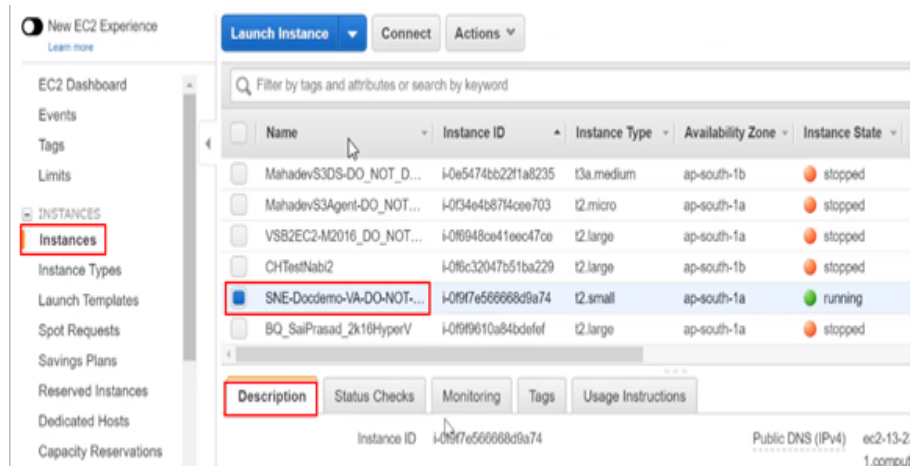 New EC2 Experience
Learn more
EC2 Dashboard
Events
Tags
Limits
INSTANCES
Instances
Instance Types
Launch Templates
Spot Requests
Savings Plans
Reserved Instances
Dedicated Hosts
Capacity Reservations
Launch Instance Connect Actions
Filter by tags and attributes or search by keyword
Name Instance ID Instance Type Availability Zone Instance State
MahadevS3DS-DO_NOT_D... i-0e5474bb22f1a8235 t3a.medium ap-south-1b stopped
MahadevS3Agent-DO_NOT... i-0f34e4b87f4cee703 t2.micro ap-south-1a stopped
VSB2EC2-M2016_DO_NOT... i-0f6948ce41eec47ce t2.large ap-south-1a stopped
CHTestNabi2 i-0f6c32047b51ba229 t2.large ap-south-1b stopped
SNE-Docdemo-VA-DO-NOT-... i-0f9f7e566668d9a74 t2.small ap-south-1a running
BQ_SaiPrasad_2k16HyperV i-0f9f9610a84bdefef t2.large ap-south-1a stopped
Description Status Checks Monitoring Tags Usage Instructions
Instance ID i-0f9f7e566668d9a74 Public DNS (IPv4) ec2-13-2
1.comput